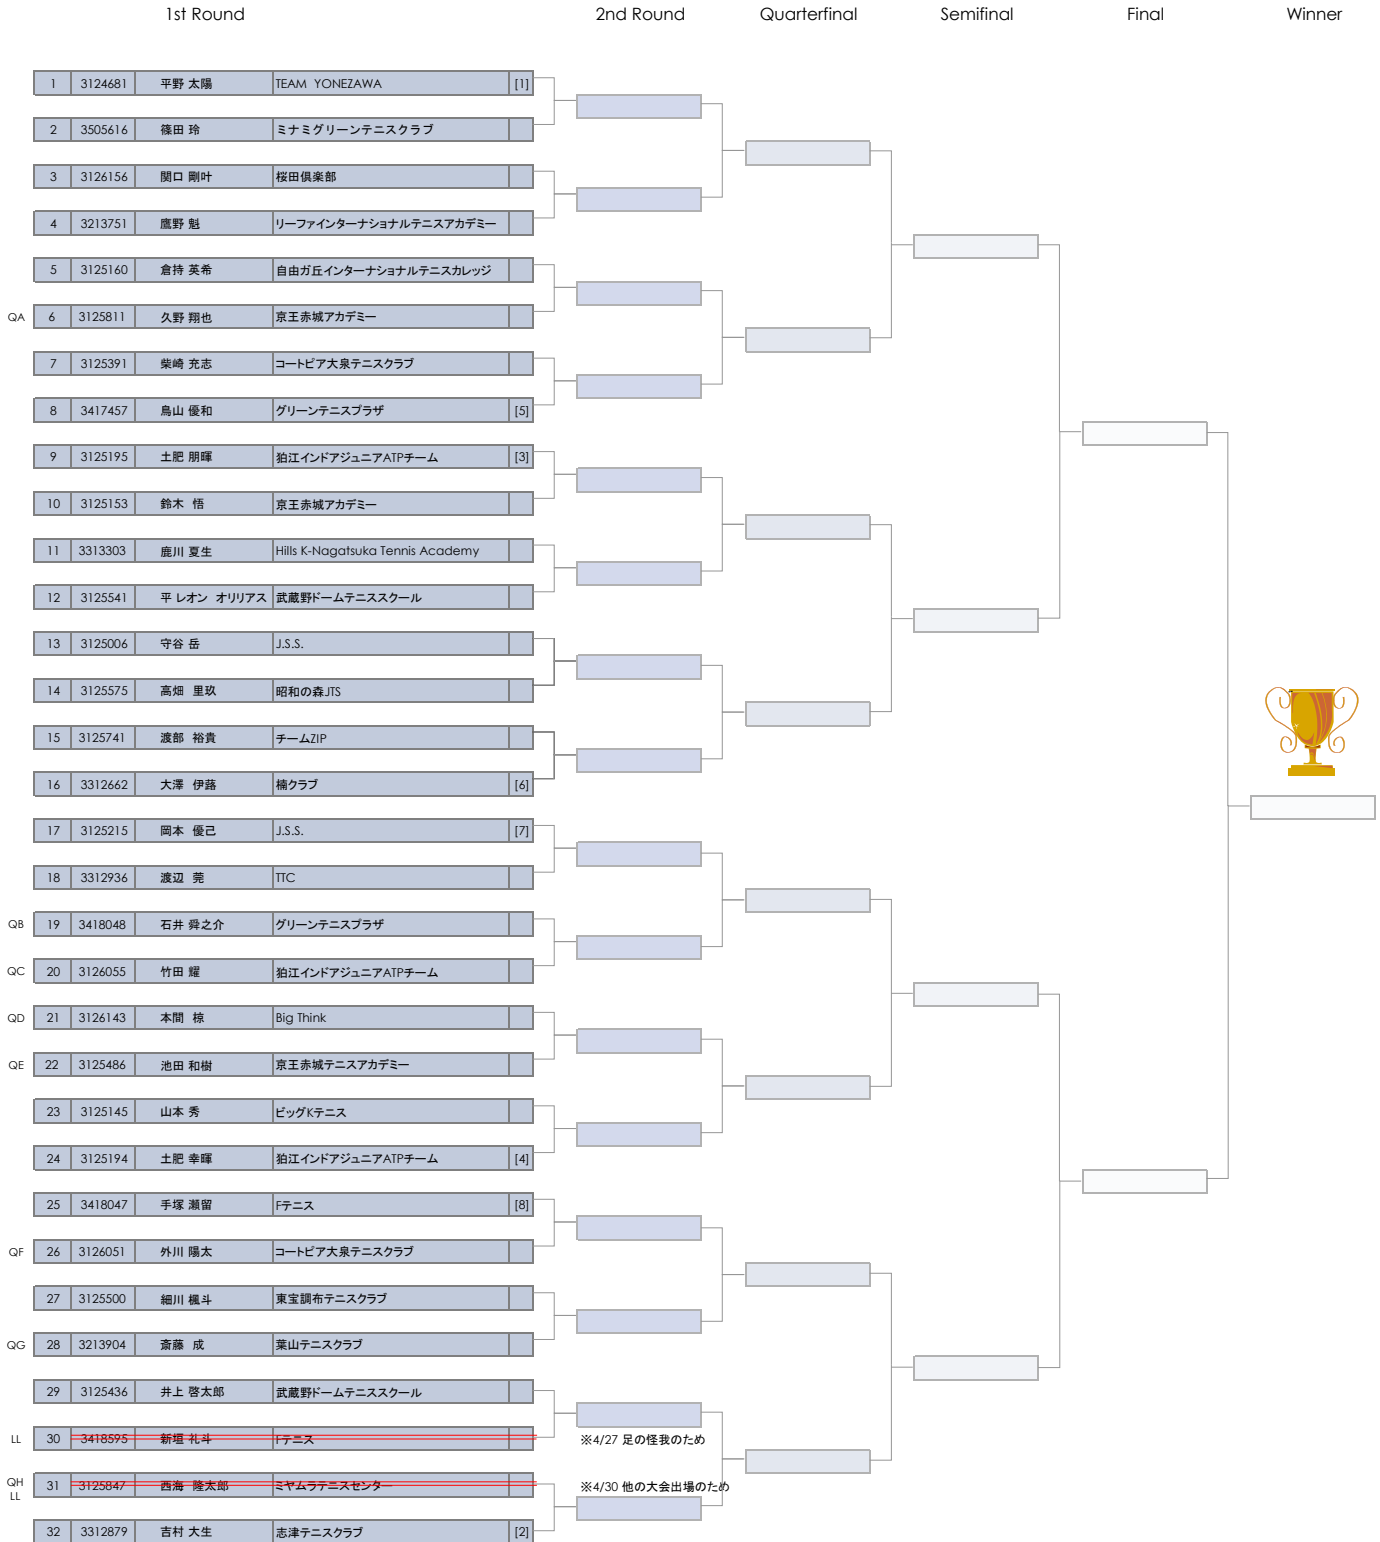 1st Round 2nd Round Quarterfinal Semifinal Final Winner
1 3124681 平野 太陽 TEAM YONEZAWA [1]
2 3505616 篠田 玲 ミナミグリーンテニスクラブ
3 3126156 関口 剛叶 桜田倶楽部
4 3213751 鷹野 魁 リーファインターナショナルテニスアカデミー
5 3125160 倉持 英希 自由ガ丘インターナショナルテニスカレッジ
QA 6 3125811 久野 翔也 京王赤城アカデミー
7 3125391 柴崎 充志 コートピア大泉テニスクラブ
8 3417457 鳥山 優和 グリーンテニスプラザ [5]
9 3125195 土肥 朋暉 狛江インドアジュニアATPチーム [3]
10 3125153 鈴木 悟 京王赤城アカデミー
11 3313303 鹿川 夏生 Hills K-Nagatsuka Tennis Academy
12 3125541 平 レオン オリリアス 武蔵野ドームテニススクール
13 3125006 守谷 岳 J.S.S.
14 3125575 高畑 里玖 昭和の森JTS
15 3125741 渡部 裕貴 チームZIP
16 3312662 大澤 伊蕗 楠クラブ [6]
17 3125215 岡本 優己 J.S.S. [7]
18 3312936 渡辺 莞 TTC
QB 19 3418048 石井 舜之介 グリーンテニスプラザ
QC 20 3126055 竹田 耀 狛江インドアジュニアATPチーム
QD 21 3126143 本間 椋 Big Think
QE 22 3125486 池田 和樹 京王赤城テニスアカデミー
23 3125145 山本 秀 ビッグKテニス
24 3125194 土肥 幸暉 狛江インドアジュニアATPチーム [4]
25 3418047 手塚 瀬留 Fテニス [8]
QF 26 3126051 外川 陽太 コートピア大泉テニスクラブ
27 3125500 細川 楓斗 東宝調布テニスクラブ
QG 28 3213904 斎藤 成 葉山テニスクラブ
29 3125436 井上 啓太郎 武蔵野ドームテニススクール
LL 30 3418595 新垣 礼斗 Fテニス ※4/27 足の怪我のため
QH LL 31 3125847 西海 隆太郎 ミヤムラテニスセンター ※4/30 他の大会出場のため
32 3312879 吉村 大生 志津テニスクラブ [2]